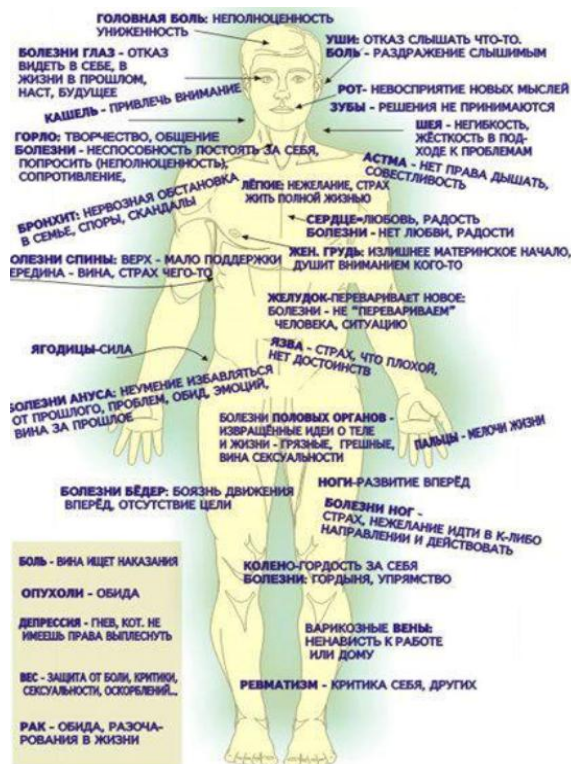 ГОЛОВНАЯ БОЛЬ: НЕПОЛНОЦЕННОСТЬ
УНИЖЕННОСТЬ
УШИ: ОТКАЗ СЛЫШАТЬ ЧТО-ТО.
БОЛЬ - РАЗДРАЖЕНИЕ СЛЫШИМЫМ
БОЛЕЗНИ ГЛАЗ - ОТКАЗ
ВИДЕТЬ В СЕБЕ, В
ЖИЗНИ В ПРОШЛОМ,
НАСТ, БУДУЩЕЕ
РОТ - НЕВОСПРИЯТИЕ НОВЫХ МЫСЛЕЙ
ЗУБЫ - РЕШЕНИЯ НЕ ПРИНИМАЮТСЯ
КАШЕЛЬ - ПРИВЛЕЧЬ ВНИМАНИЕ
ШЕЯ - НЕГИБКОСТЬ,
ЖЁСТКОСТЬ В ПОД-
ХОДЕ К ПРОБЛЕМАМ
ГОРЛО: ТВОРЧЕСТВО, ОБЩЕНИЕ
БОЛЕЗНИ - НЕСПОСОБНОСТЬ ПОСТОЯТЬ ЗА СЕБЯ,
ПОПРОСИТЬ (НЕПОЛНОЦЕННОСТЬ),
СОПРОТИВЛЕНИЕ,
АСТМА - НЕТ ПРАВА ДЫШАТЬ,
СОВЕСТЛИВОСТЬ
ЛЁГКИЕ: НЕЖЕЛАНИЕ, СТРАХ
ЖИТЬ ПОЛНОЙ ЖИЗНЬЮ
БРОНХИТ: НЕРВОЗНАЯ ОБСТАНОВКА
В СЕМЬЕ, СПОРЫ, СКАНДАЛЫ
СЕРДЦЕ=ЛЮБОВЬ, РАДОСТЬ
БОЛЕЗНИ - НЕТ ЛЮБВИ, РАДОСТИ
ОЛЕЗНИ СПИНЫ: ВЕРХ - МАЛО ПОДДЕРЖКИ
ЕРЕДИНА - ВИНА, СТРАХ ЧЕГО-ТО
ЖЕН. ГРУДЬ: ИЗЛИШНЕЕ МАТЕРИНСКОЕ НАЧАЛО,
ДУШИТ ВНИМАНИЕМ КОГО-ТО
ЖЕЛУДОК-ПЕРЕВАРИВАЕТ НОВОЕ:
БОЛЕЗНИ - НЕ "ПЕРЕВАРИВАЕМ"
ЧЕЛОВЕКА, СИТУАЦИЮ
ЯГОДИЦЫ-СИЛА
ЯЗВА - СТРАХ, ЧТО ПЛОХОЙ,
НЕТ ДОСТОИНСТВ
БОЛЕЗНИ АНУСА: НЕУМЕНИЕ ИЗБАВЛЯТЬСЯ
ОТ ПРОШЛОГО, ПРОБЛЕМ, ОБИД, ЭМОЦИЙ,
ВИНА ЗА ПРОШЛОЕ
БОЛЕЗНИ ПОЛОВЫХ ОРГАНОВ -
ИЗВРАЩЁННЫЕ ИДЕИ О ТЕЛЕ
И ЖИЗНИ - ГРЯЗНЫЕ, ГРЕШНЫЕ,
ВИНА СЕКСУАЛЬНОСТИ
ПАЛЬЦЫ - МЕЛОЧИ ЖИЗНИ
БОЛЕЗНИ БЁДЕР: БОЯЗНЬ ДВИЖЕНИЯ
ВПЕРЁД, ОТСУТСТВИЕ ЦЕЛИ
НОГИ-РАЗВИТИЕ ВПЕРЁД
БОЛЕЗНИ НОГ -
СТРАХ, НЕЖЕЛАНИЕ ИДТИ В К-ЛИБО
НАПРАВЛЕНИИ И ДЕЙСТВОВАТЬ
КОЛЕНО-ГОРДОСТЬ ЗА СЕБЯ
БОЛЕЗНИ: ГОРДЫНЯ, УПРЯМСТВО
ВАРИКОЗНЫЕ ВЕНЫ:
НЕНАВИСТЬ К РАБОТЕ
ИЛИ ДОМУ
РЕВМАТИЗМ - КРИТИКА СЕБЯ, ДРУГИХ
БОЛЬ - ВИНА ИЩЕТ НАКАЗАНИЯ
ОПУХОЛИ - ОБИДА
ДЕПРЕССИЯ - ГНЕВ, КОТ. НЕ
ИМЕЕШЬ ПРАВА ВЫПЛЕСНУТЬ
ВЕС - ЗАЩИТА ОТ БОЛИ, КРИТИКИ,
СЕКСУАЛЬНОСТИ, ОСКОРБЛЕНИЙ...
РАК - ОБИДА, РАЗОЧА-
РОВАНИЯ В ЖИЗНИ